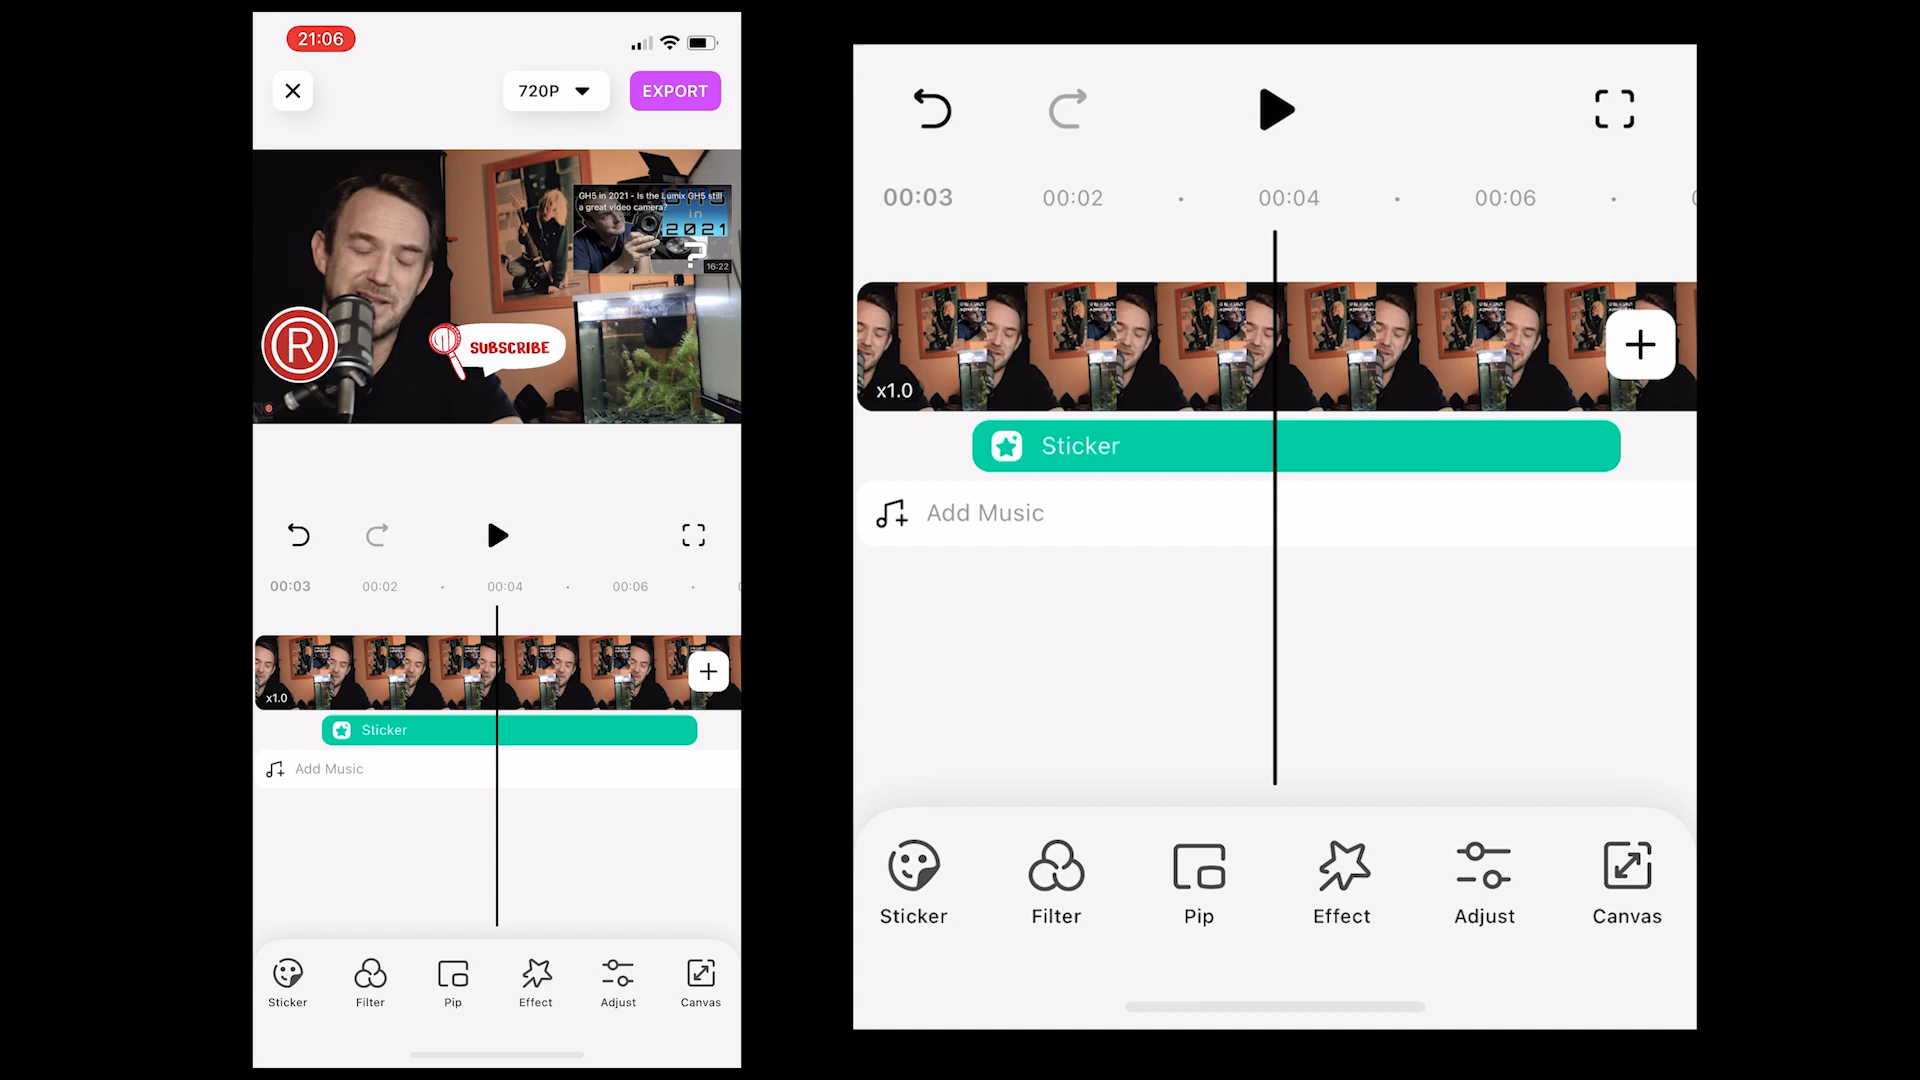 21:06
720P
EXPORT
GH5 in 2021 - Is the Lumix GH5 still
a great video camera?
in
2021
?
16:22
R
SUBSCRIBE
00:03
00:02
00:04
00:06
x1.0
Sticker
Add Music
Sticker
Filter
Pip
Effect
Adjust
Canvas
00:03
00:02
00:04
00:06
x1.0
Sticker
Add Music
Sticker
Filter
Pip
Effect
Adjust
Canvas